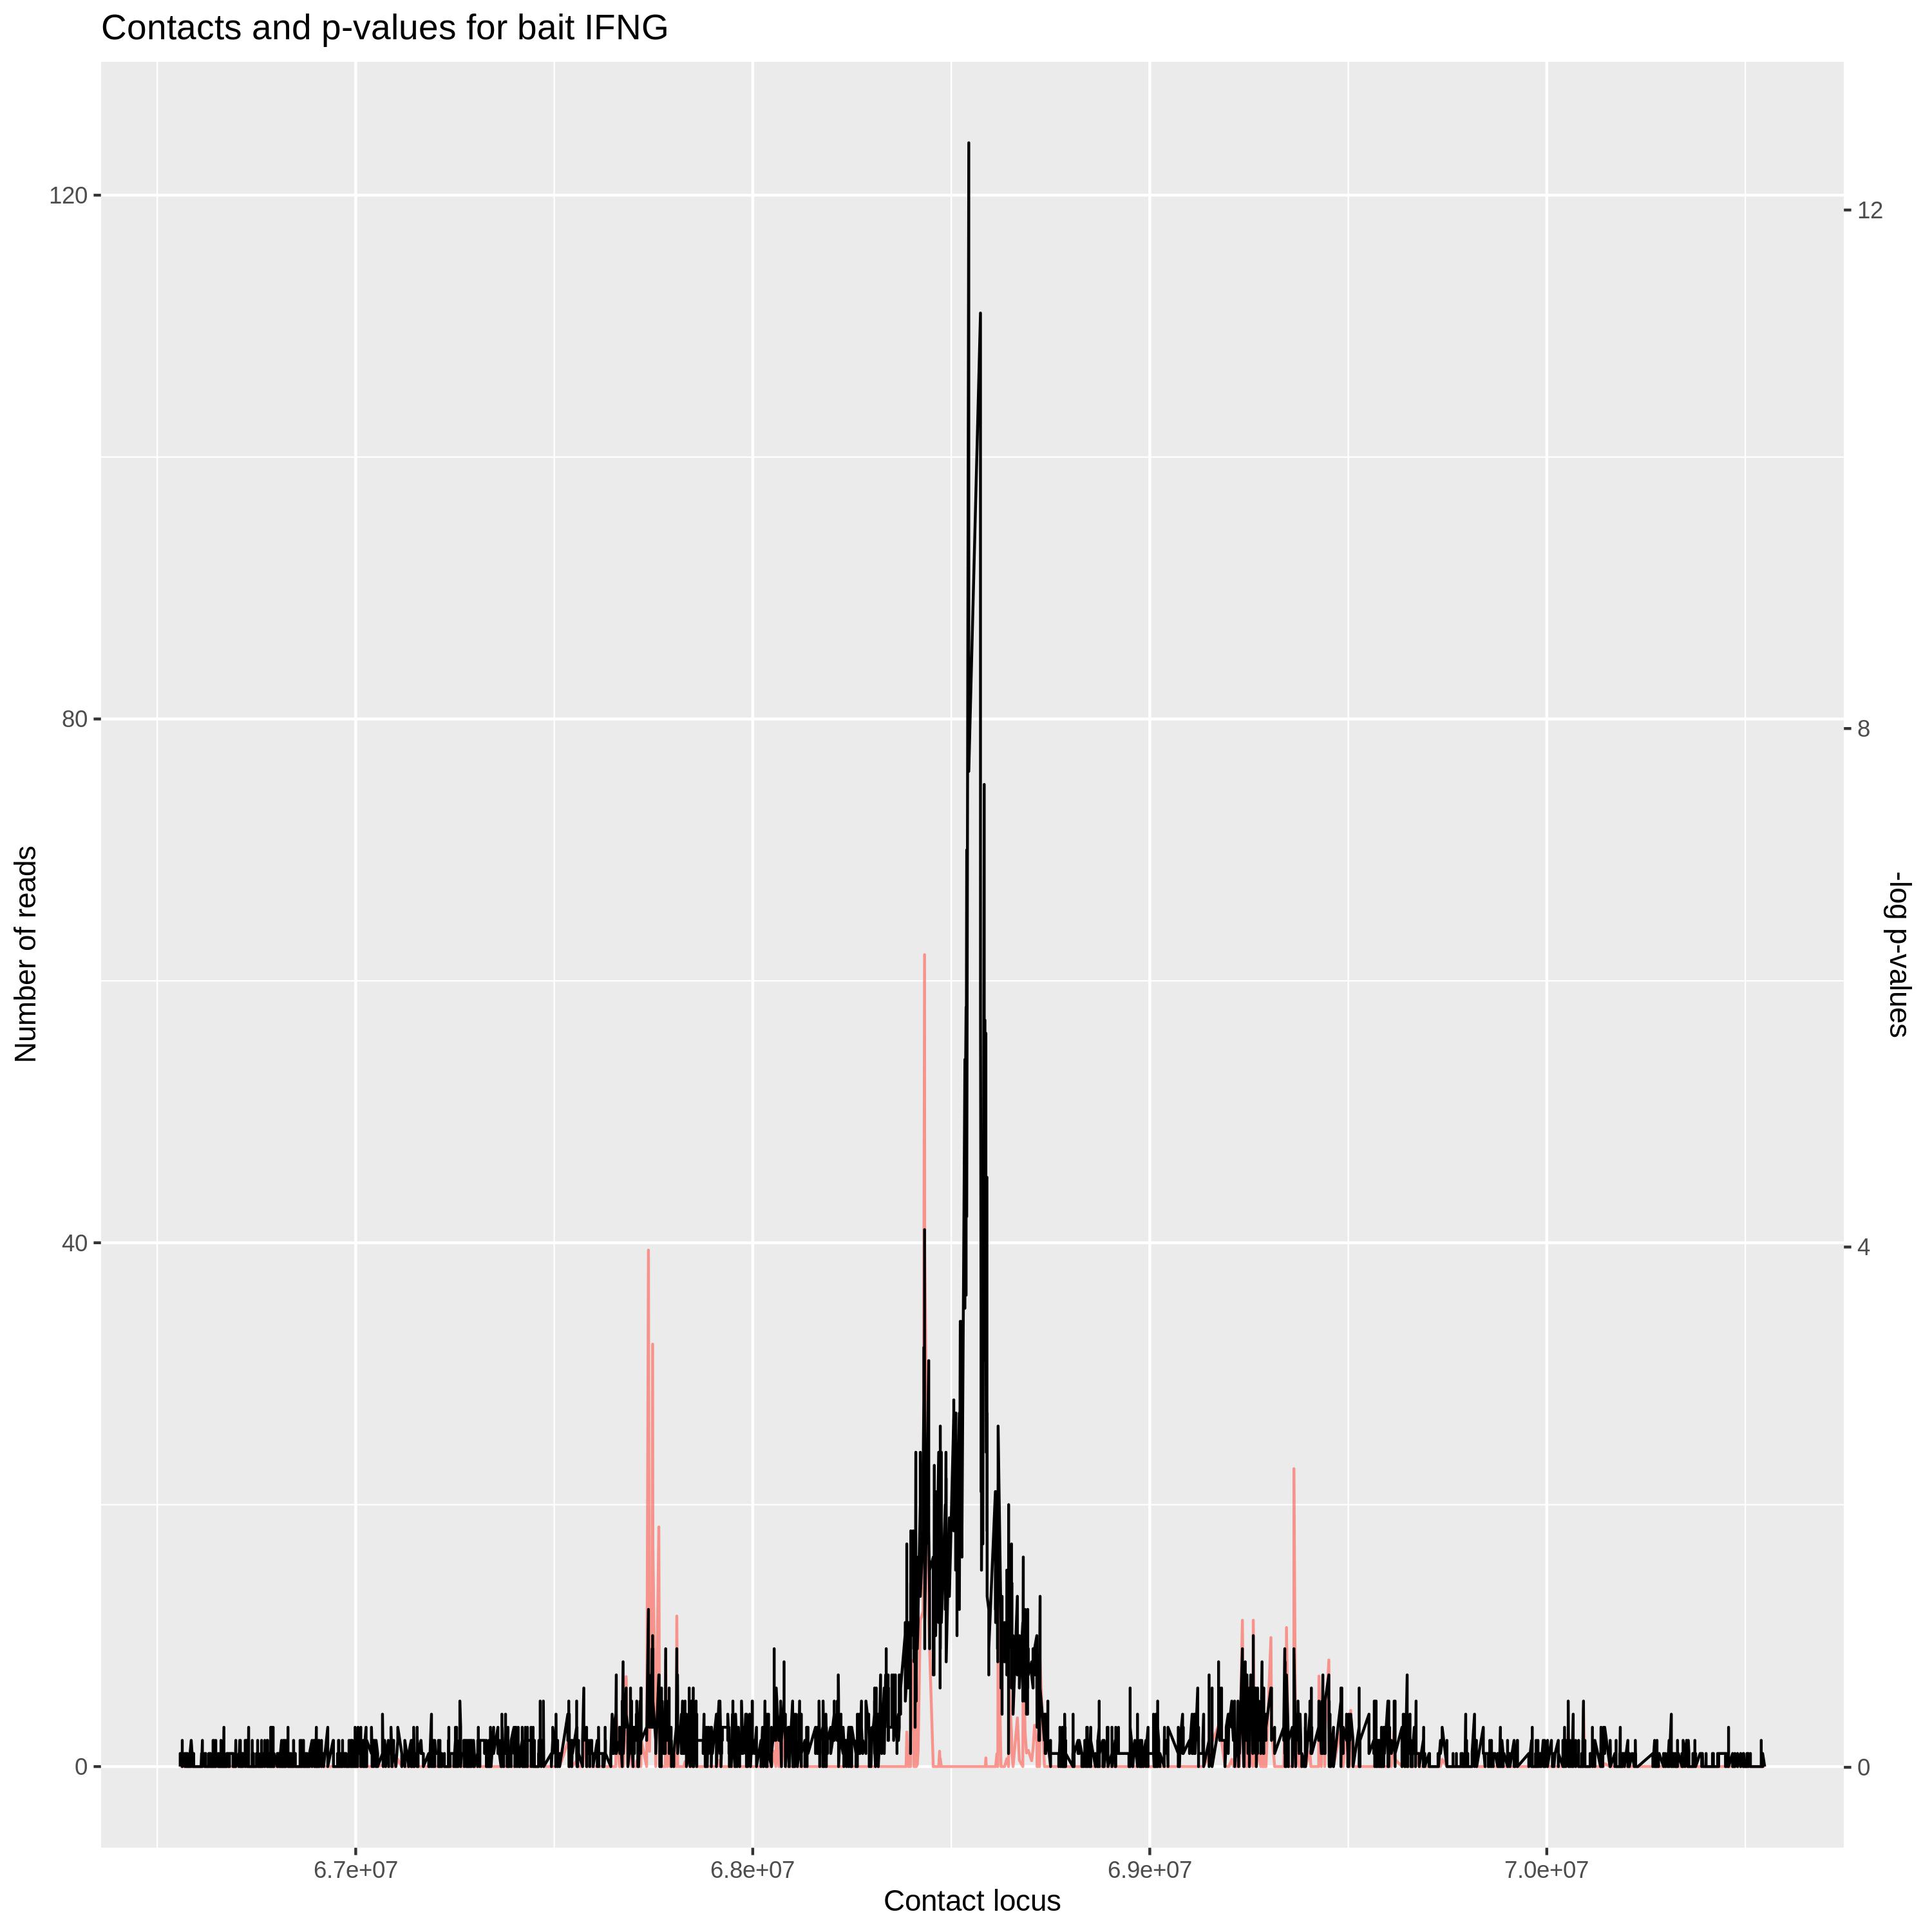 Contacts and p-values for bait IFNG
120
80
40
0
Number of reads
12
8
4
0
-log p-values
6.7e+07
6.8e+07
6.9e+07
7.0e+07
Contact locus